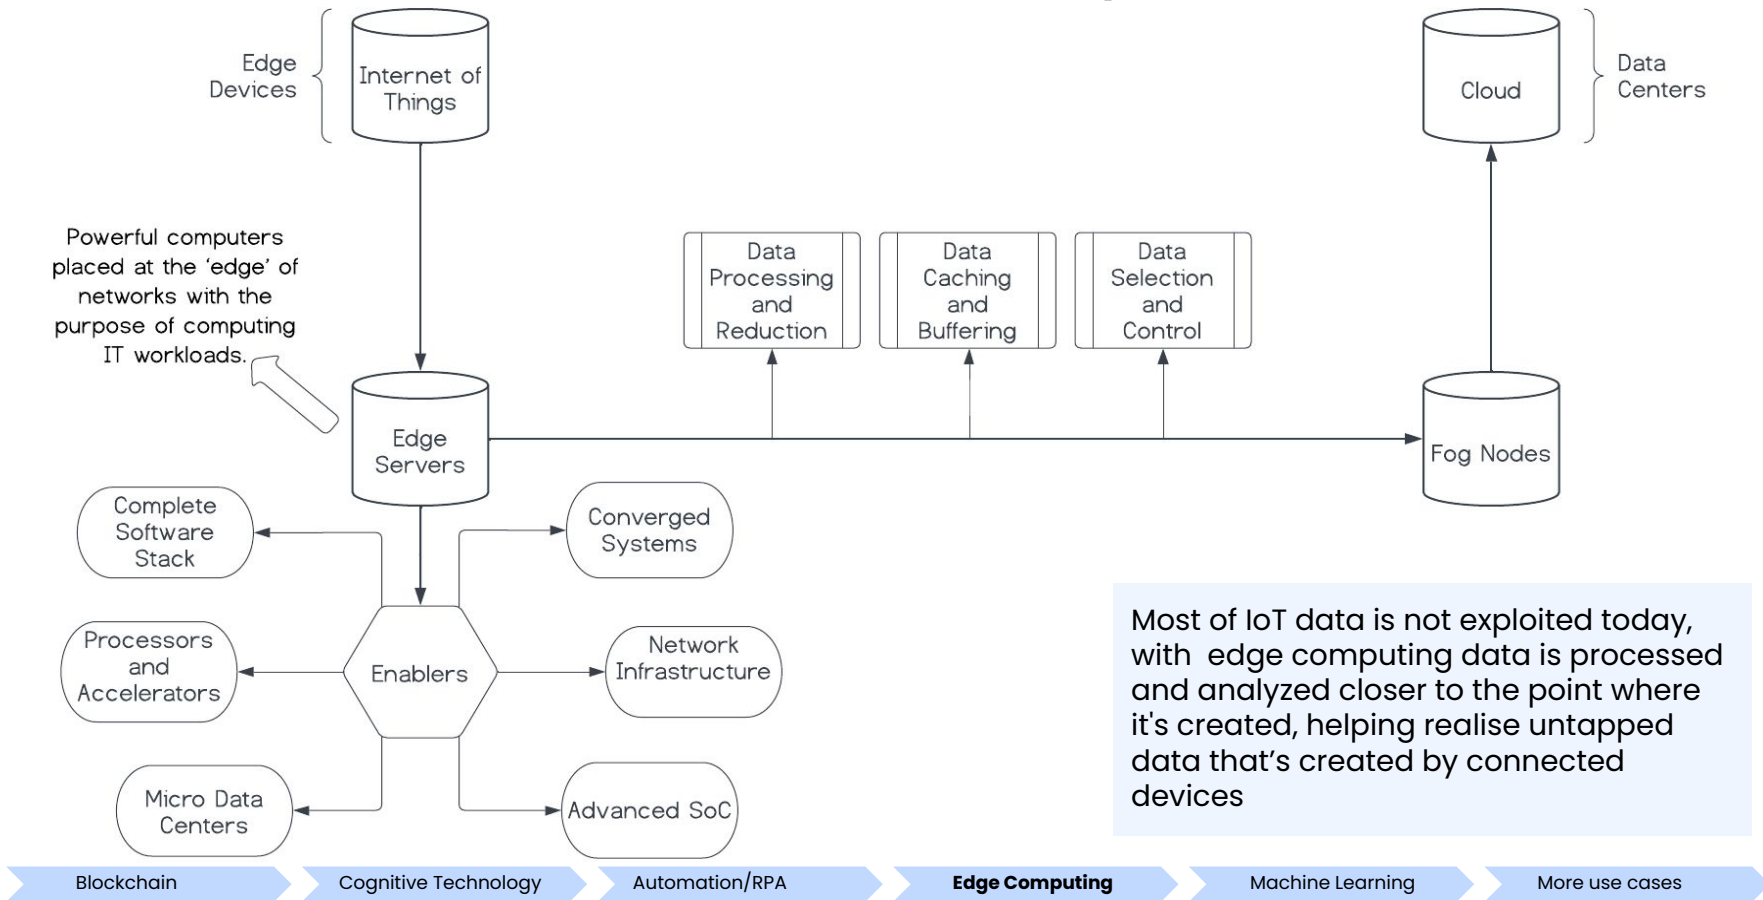 Edge
Devices
Internet of
Things
Cloud
Data
Centers
Powerful computers
placed at the ‘edge’ of
networks with the
purpose of computing
IT workloads.
Data
Processing
and
Reduction
Data
Caching
and
Buffering
Data
Selection
and
Control
Edge
Servers
Fog Nodes
Complete
Software
Stack
Converged
Systems
Processors
and
Accelerators
Enablers
Network
Infrastructure
Micro Data
Centers
Advanced SoC
Most of IoT data is not exploited today,
with edge computing data is processed
and analyzed closer to the point where
it's created, helping realise untapped
data that’s created by connected
devices
Blockchain
Cognitive Technology
Automation/RPA
Edge Computing
Machine Learning
More use cases